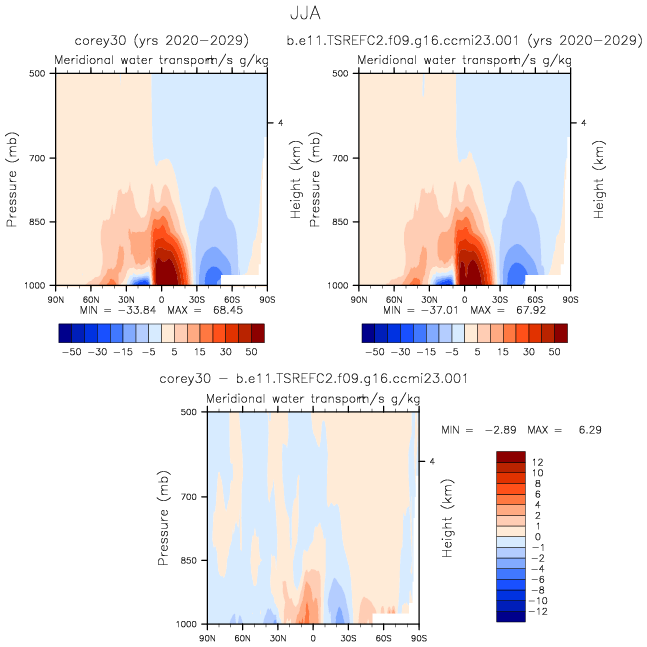 JJA
corey30 (yrs 2020-2029) b.e11.TSREFC2.f09.g16.ccmi23.001 (yrs 2020-2029)
Meridional water transport m/s g/kg Meridional water transport m/s g/kg
500 500
4 4
700 700
850 850
1000 1000
Pressure (mb) Height (km) Pressure (mb) Height (km)
90N 60N 30N 0 30S 60S 90S 90N 60N 30N 0 30S 60S 90S
MIN = -33.84 MAX = 68.45 MIN = -37.01 MAX = 67.92
-50 -30 -15 -5 5 15 30 50 -50 -30 -15 -5 5 15 30 50
corey30 - b.e11.TSREFC2.f09.g16.ccmi23.001
Meridional water transport m/s g/kg
500
MIN = -2.89 MAX = 6.29
4
700
850
1000
Pressure (mb) Height (km)
90N 60N 30N 0 30S 60S 90S
12
10
8
6
4
2
1
0
-1
-2
-4
-6
-8
-10
-12